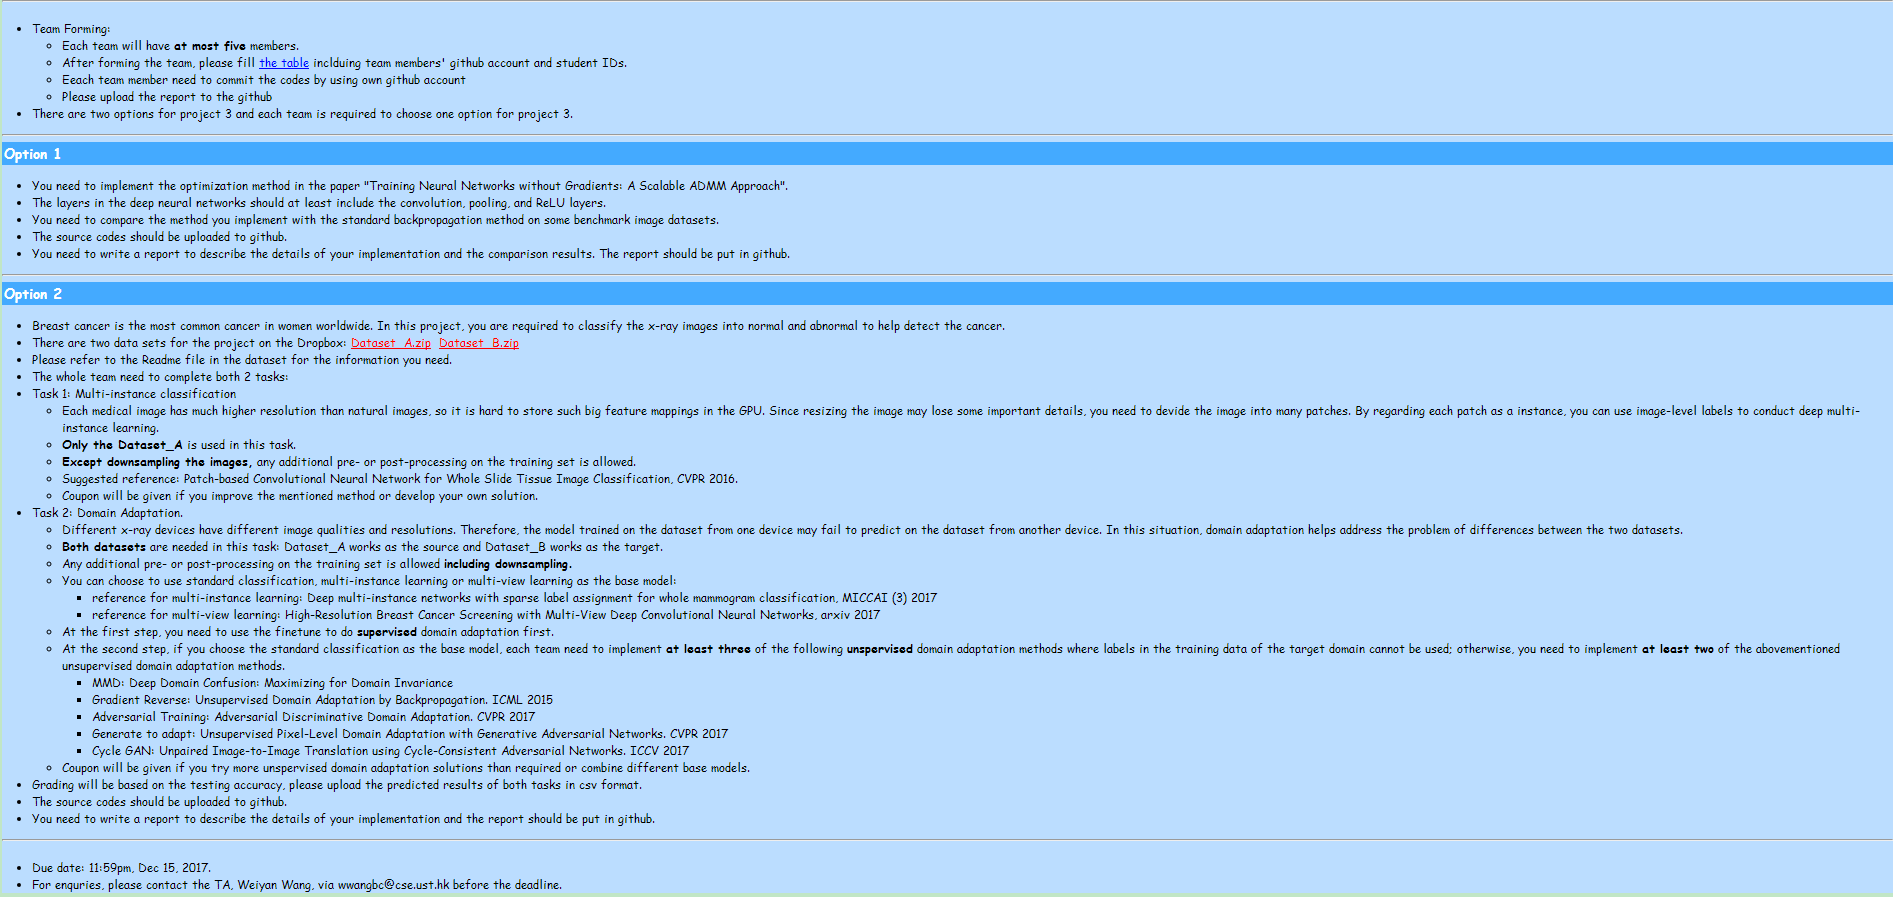 Team Forming:
Each team will have at most five members.
After forming the team, please fill the table inclduing team members' github account and student IDs.
Eeach team member need to commit the codes by using own github account
Please upload the report to the github
There are two options for project 3 and each team is required to choose one option for project 3.
Option 1
You need to implement the optimization method in the paper "Training Neural Networks without Gradients: A Scalable ADMM Approach".
The layers in the deep neural networks should at least include the convolution, pooling, and ReLU layers.
You need to compare the method you implement with the standard backpropagation method on some benchmark image datasets.
The source codes should be uploaded to github.
You need to write a report to describe the details of your implementation and the comparison results. The report should be put in github.
Option 2
Breast cancer is the most common cancer in women worldwide. In this project, you are required to classify the x-ray images into normal and abnormal to help detect the cancer.
There are two data sets for the project on the Dropbox: Dataset_A.zip Dataset_B.zip
Please refer to the Readme file in the dataset for the information you need.
The whole team need to complete both 2 tasks:
Task 1: Multi-instance classification
Each medical image has much higher resolution than natural images, so it is hard to store such big feature mappings in the GPU. Since resizing the image may lose some important details, you need to devide the image into many patches. By regarding each patch as a instance, you can use image-level labels to conduct deep multi-
instance learning.
Only the Dataset_A is used in this task.
Except downsampling the images, any additional pre- or post-processing on the training set is allowed.
Suggested reference: Patch-based Convolutional Neural Network for Whole Slide Tissue Image Classification, CVPR 2016.
Coupon will be given if you improve the mentioned method or develop your own solution.
Task 2: Domain Adaptation.
Different x-ray devices have different image qualities and resolutions. Therefore, the model trained on the dataset from one device may fail to predict on the dataset from another device. In this situation, domain adaptation helps address the problem of differences between the two datasets.
Both datasets are needed in this task: Dataset_A works as the source and Dataset_B works as the target.
Any additional pre- or post-processing on the training set is allowed including downsampling.
You can choose to use standard classification, multi-instance learning or multi-view learning as the base model:
reference for multi-instance learning: Deep multi-instance networks with sparse label assignment for whole mammogram classification, MICCAI (3) 2017
reference for multi-view learning: High-Resolution Breast Cancer Screening with Multi-View Deep Convolutional Neural Networks, arxiv 2017
At the first step, you need to use the finetune to do supervised domain adaptation first.
At the second step, if you choose the standard classification as the base model, each team need to implement at least three of the following unspervised domain adaptation methods where labels in the training data of the target domain cannot be used; otherwise, you need to implement at least two of the abovementioned
unsupervised domain adaptation methods.
MMD: Deep Domain Confusion: Maximizing for Domain Invariance
Gradient Reverse: Unsupervised Domain Adaptation by Backpropagation. ICML 2015
Adversarial Training: Adversarial Discriminative Domain Adaptation. CVPR 2017
Generate to adapt: Unsupervised Pixel-Level Domain Adaptation with Generative Adversarial Networks. CVPR 2017
Cycle GAN: Unpaired Image-to-Image Translation using Cycle-Consistent Adversarial Networks. ICCV 2017
Coupon will be given if you try more unspervised domain adaptation solutions than required or combine different base models.
Grading will be based on the testing accuracy, please upload the predicted results of both tasks in csv format.
The source codes should be uploaded to github.
You need to write a report to describe the details of your implementation and the report should be put in github.
Due date: 11:59pm, Dec 15, 2017.
For enquries, please contact the TA, Weiyan Wang, via wwangbc@cse.ust.hk before the deadline.